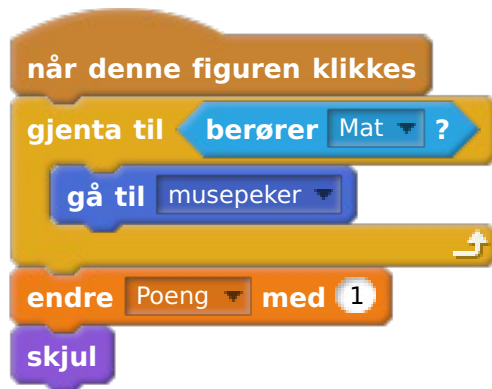 når denne figuren klikkes
gjenta til berører Mat ?
gå til musepeker
endre Poeng med 1
skjul